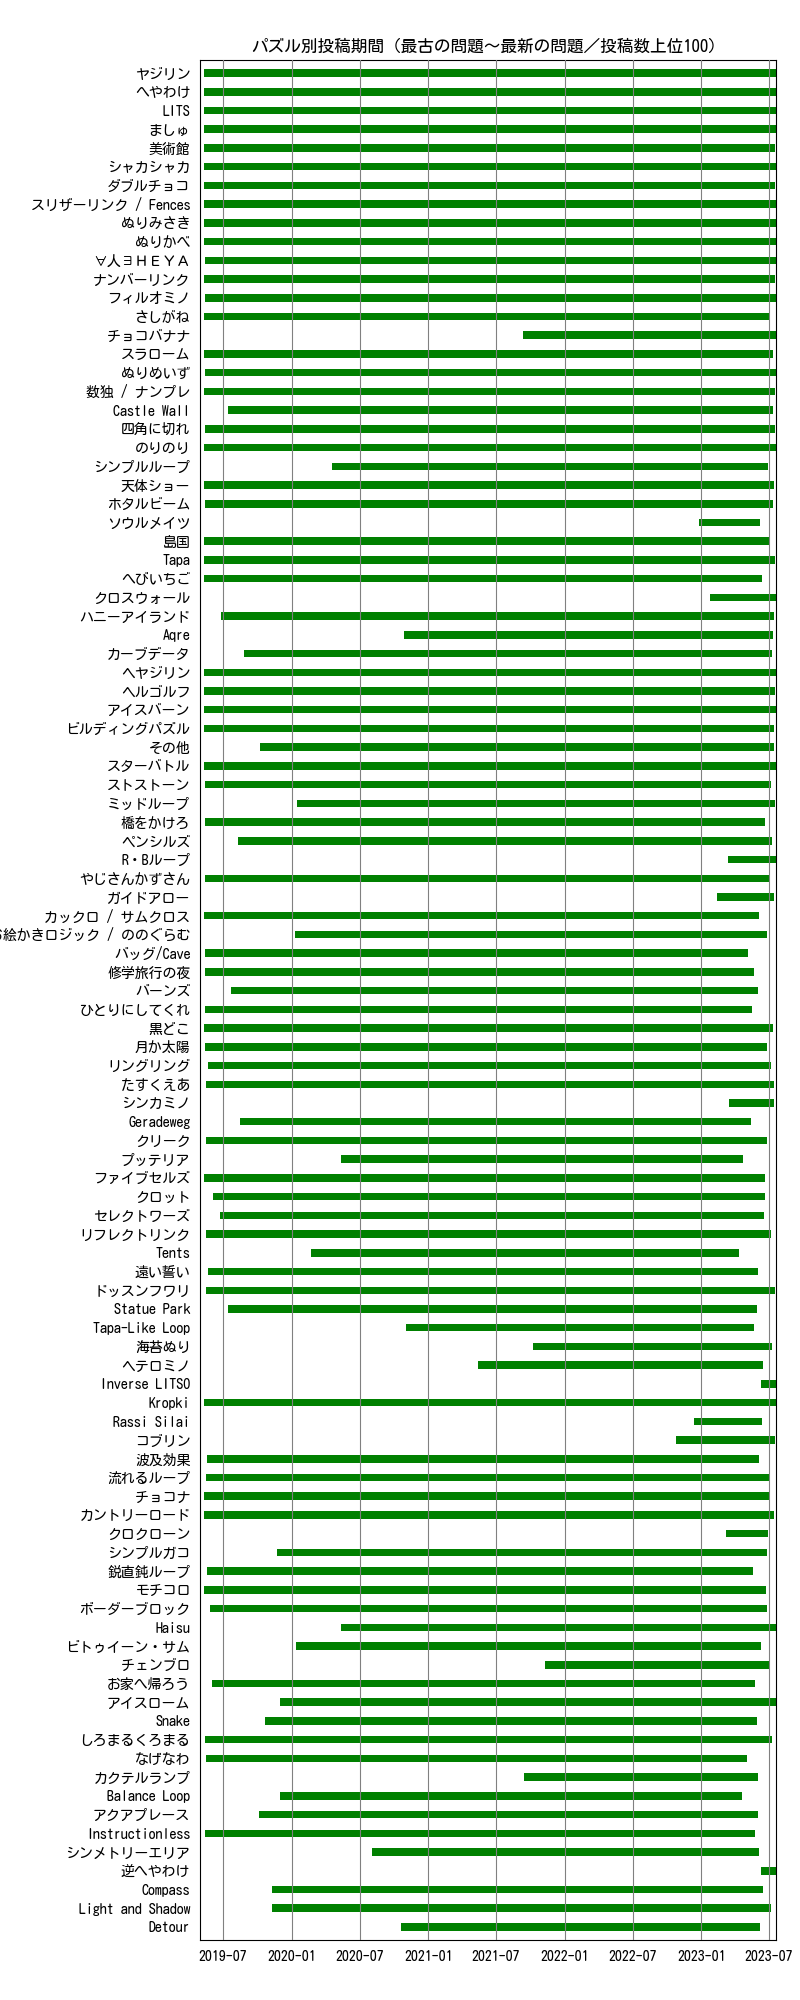 パズル別投稿期間（最古の問題～最新の問題／投稿数上位100）
ヤジリン
へやわけ
LITS
ましゅ
美術館
シャカシャカ
ダブルチョコ
スリザーリンク / Fences
ぬりみさき
ぬりかべ
∀人∃ＨＥＹＡ
ナンバーリンク
フィルオミノ
さしがね
チョコバナナ
スラローム
ぬりめいず
数独 / ナンプレ
Castle Wall
四角に切れ
のりのり
シンプルループ
天体ショー
ホタルビーム
ソウルメイツ
島国
Tapa
へびいちご
クロスウォール
ハニーアイランド
Aqre
カーブデータ
ヘヤジリン
ヘルゴルフ
アイスバーン
ビルディングパズル
その他
スターバトル
ストストーン
ミッドループ
橋をかけろ
ペンシルズ
R・Bループ
やじさんかずさん
ガイドアロー
カックロ / サムクロス
絵かきロジック / ののぐらむ
バッグ/Cave
修学旅行の夜
バーンズ
ひとりにしてくれ
黒どこ
月か太陽
リングリング
たすくえあ
シンカミノ
Geradeweg
クリーク
プッテリア
ファイブセルズ
クロット
セレクトワーズ
リフレクトリンク
Tents
遠い誓い
ドッスンフワリ
Statue Park
Tapa-Like Loop
海苔ぬり
ヘテロミノ
Inverse LITSO
Kropki
Rassi Silai
コブリン
波及効果
流れるループ
チョコナ
カントリーロード
クロクローン
シンプルガコ
鋭直鈍ループ
モチコロ
ボーダーブロック
Haisu
ビトゥイーン・サム
チェンブロ
お家へ帰ろう
アイスローム
Snake
しろまるくろまる
なげなわ
カクテルランプ
Balance Loop
アクアプレース
Instructionless
シンメトリーエリア
逆へやわけ
Compass
Light and Shadow
Detour
2019-07 2020-01 2020-07 2021-01 2021-07 2022-01 2022-07 2023-01 2023-07